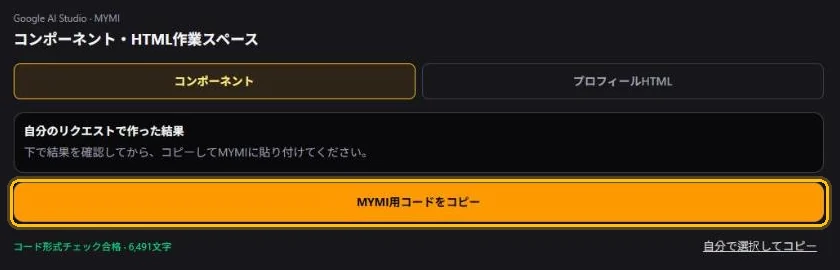 Google AI Studio · MYMI
コンポーネント・HTML作業スペース
コンポーネント
プロフィールHTML
自分のリクエストで作った結果
下で結果を確認してから、コピーしてMYMIに貼り付けてください。
MYMI用コードをコピー
コード形式チェック合格 · 6,491文字
自分で選択してコピー